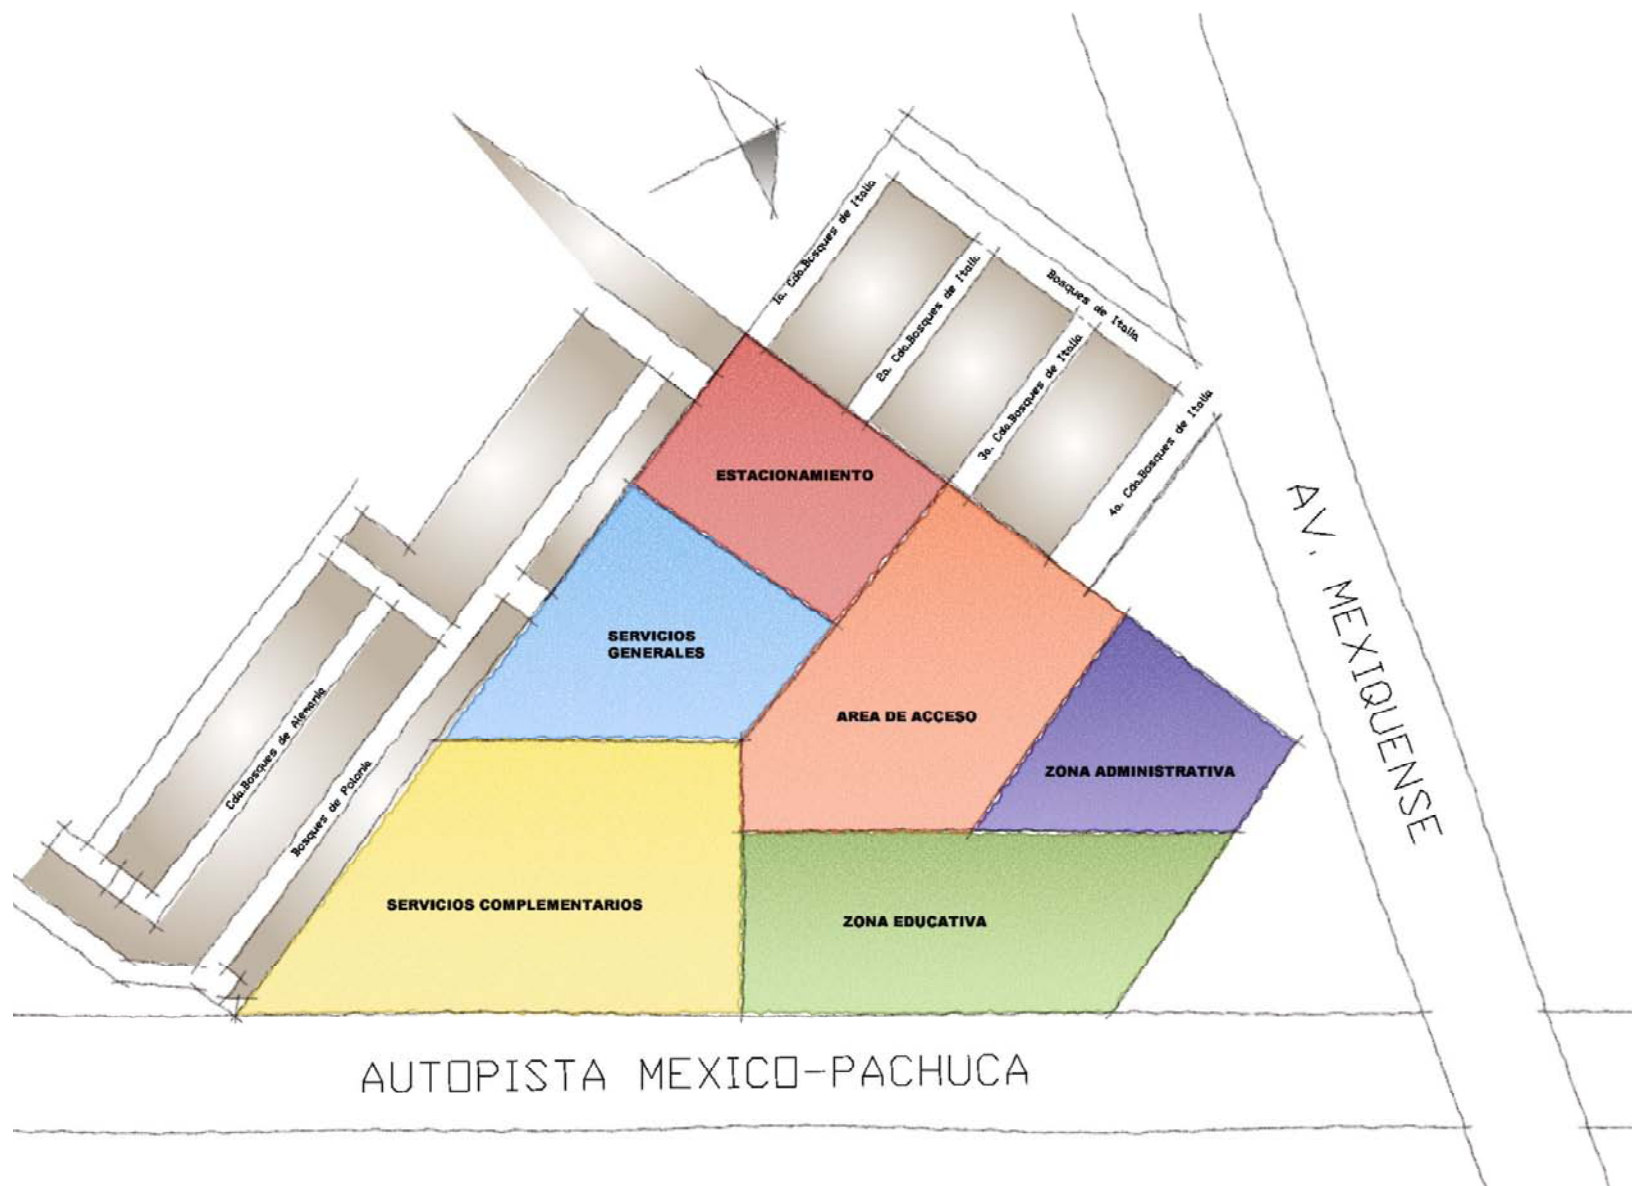 1a. Cda.Bosques de Italia
2a. Cda.Bosques de Italia
Bosques de Italia
3a. Cda.Bosques de Italia
4a. Cda.Bosques de Italia
ESTACIONAMIENTO
AV. MEXIQUENSE
SERVICIOS
GENERALES
AREA DE ACCESO
ZONA ADMINISTRATIVA
Cda.Bosques de Alemania
Bosques de Polonia
SERVICIOS COMPLEMENTARIOS
ZONA EDUCATIVA
AUTOPISTA MEXICO-PACHUCA